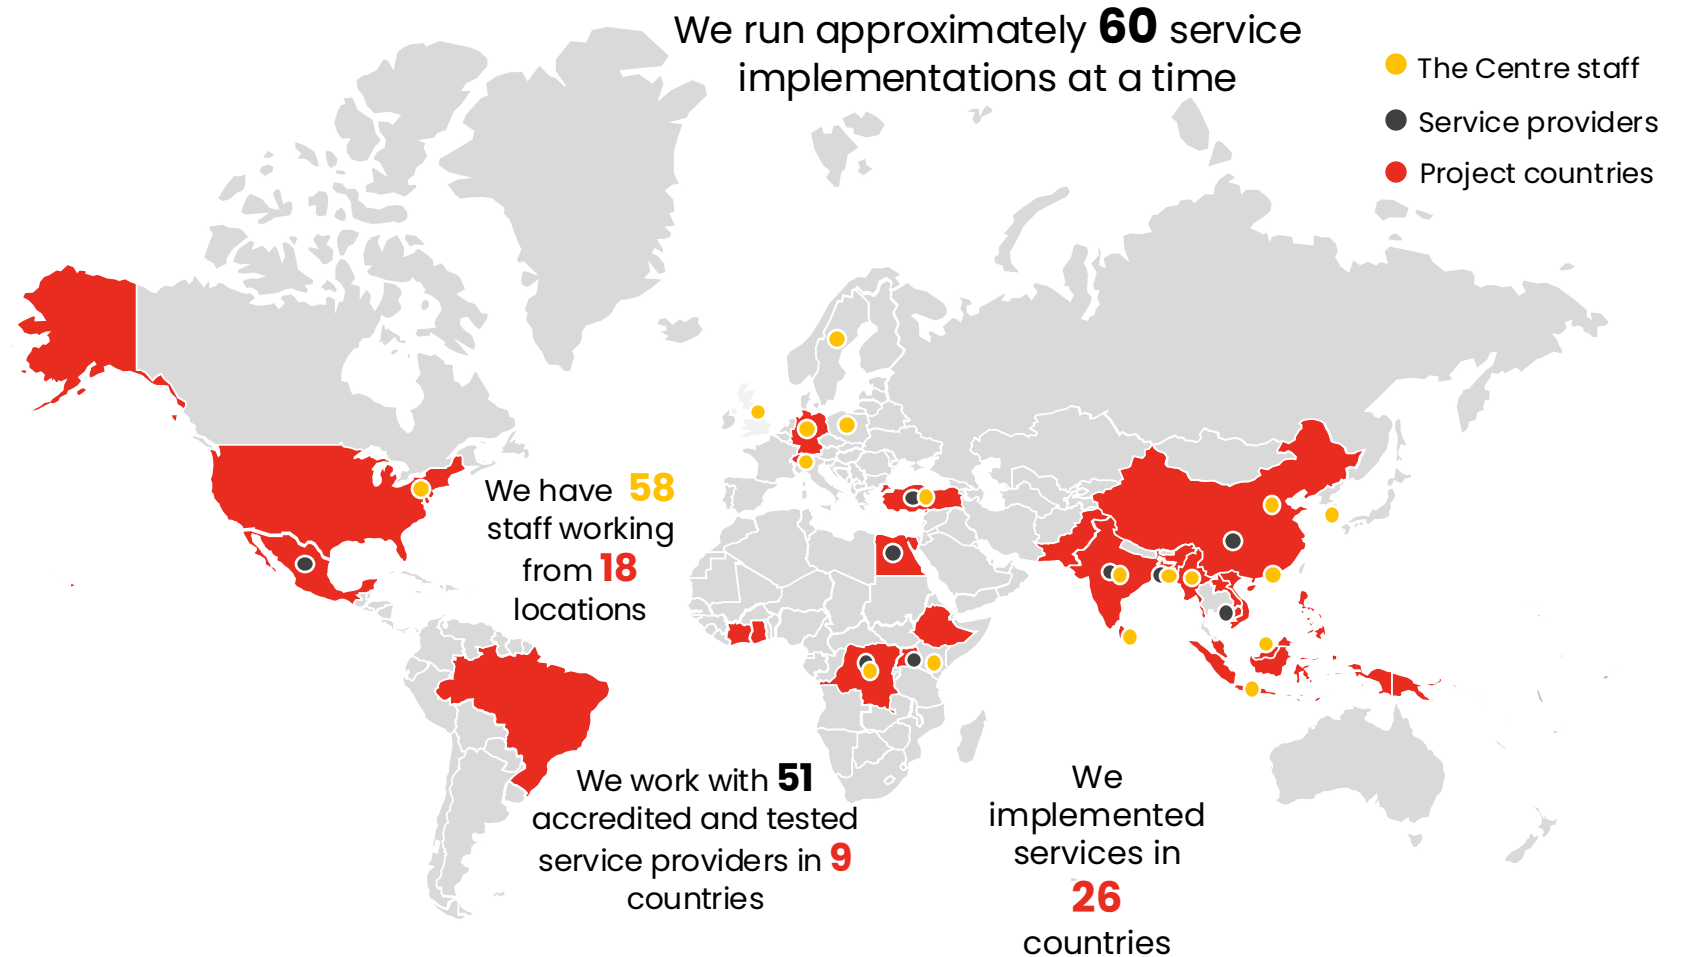 We run approximately 60 service
implementations at a time
The Centre staff
Service providers
Project countries
We have 58
staff working
from 18
locations
We work with 51
accredited and tested
service providers in 9
countries
We
implemented
services in
26
countries